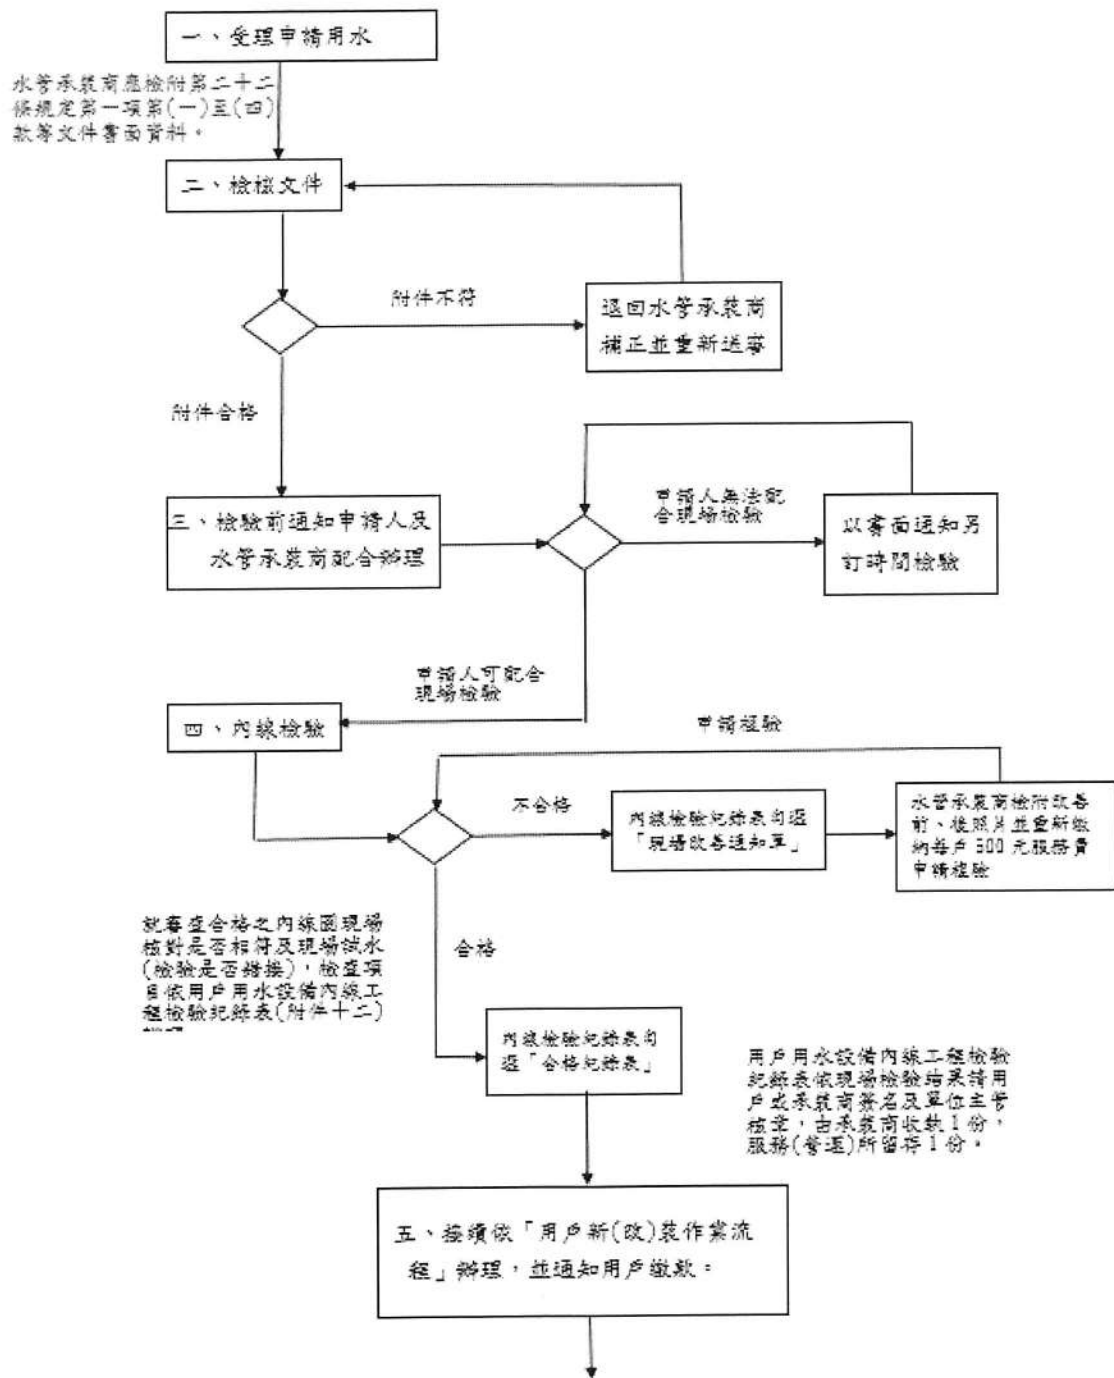 一、受理申請用水
水管承裝商應檢附第二十二
條規定第一項第(一)至(四)
款等文件書面資料。
二、檢核文件
附件不符
退回水管承裝商
補正並重新送審
附件合格
三、檢驗前通知申請人及
水管承裝商配合辦理
申請人無法配
合現場檢驗
以書面通知另
訂時間檢驗
申請人可配合
現場檢驗
四、內線檢驗
申請複驗
不合格
內線檢驗紀錄表勾選
「現場改善通知單」
水管承裝商檢附改善
前、後照片並重新繳
納每戶500元服務費
申請複驗
就審查合格之內線圖現場
核對是否相符及現場試水
(檢驗是否錯接)，檢查項
目依用戶用水設備內線工
程檢驗紀錄表(附件十二)
合格
內線檢驗紀錄表勾
選「合格紀錄表」
用戶用水設備內線工程檢驗
紀錄表依現場檢驗結果請用
戶或承裝商簽名及單位主管
核章，由承裝商收執1份，
服務(營運)所留存1份。
五、接續依「用戶新(改)裝作業流
程」辦理，並通知用戶繳款。